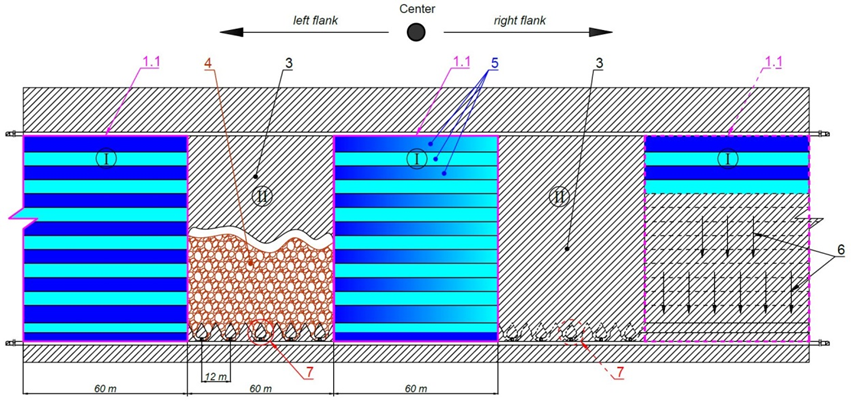 Center
left flank
right flank
1.1
4
3
1.1
5
3
1.1
I
I
I
II
II
6
7
7
12 m
60 m
60 m
60 m